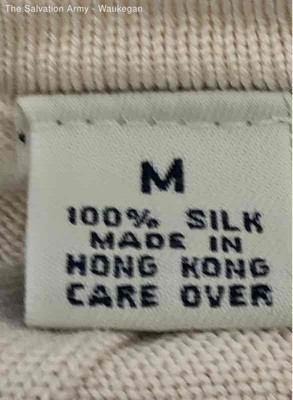 The Salvation Army - Waukegan
M
100% SILK
MADE IN
HONG KONG
CARE OVER